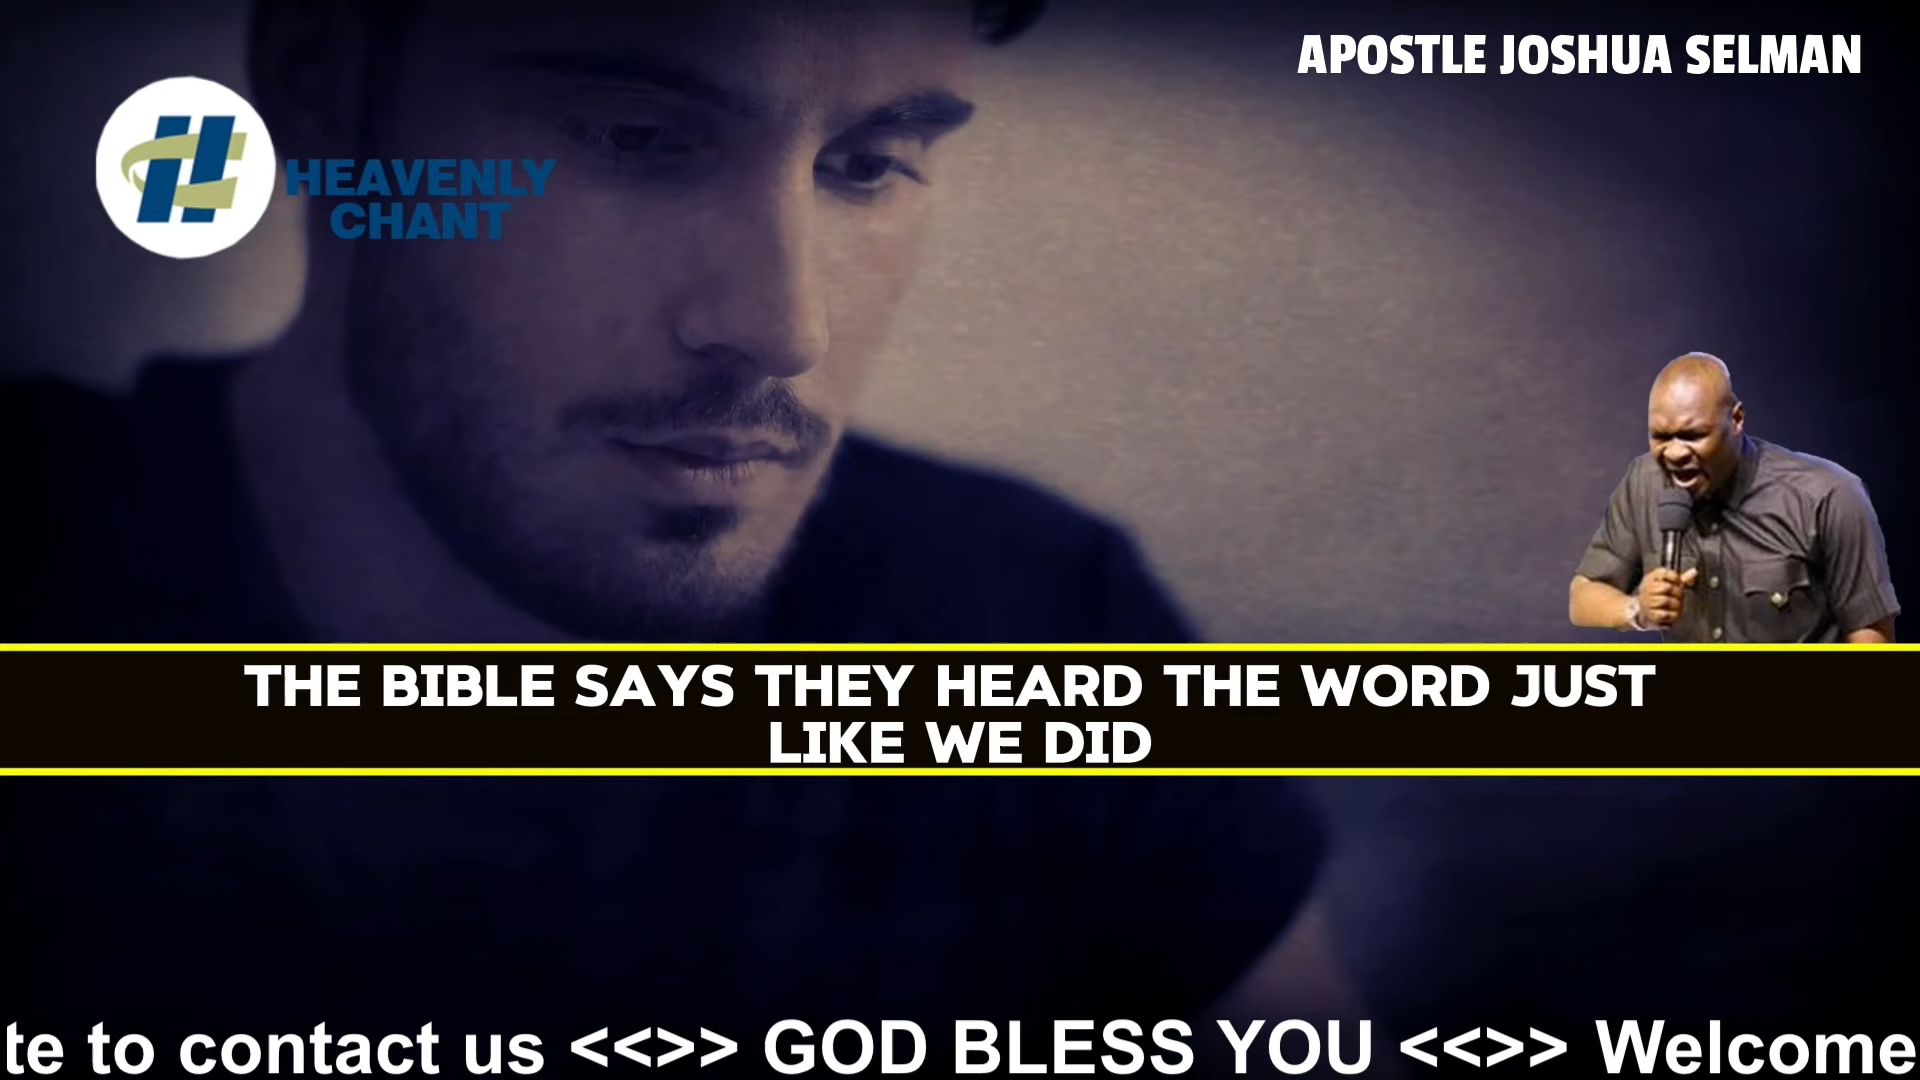 APOSTLE JOSHUA SELMAN
HEAVENLY
CHANT
THE BIBLE SAYS THEY HEARD THE WORD JUST
LIKE WE DID
te to contact us <<>> GOD BLESS YOU <<>> Welcome